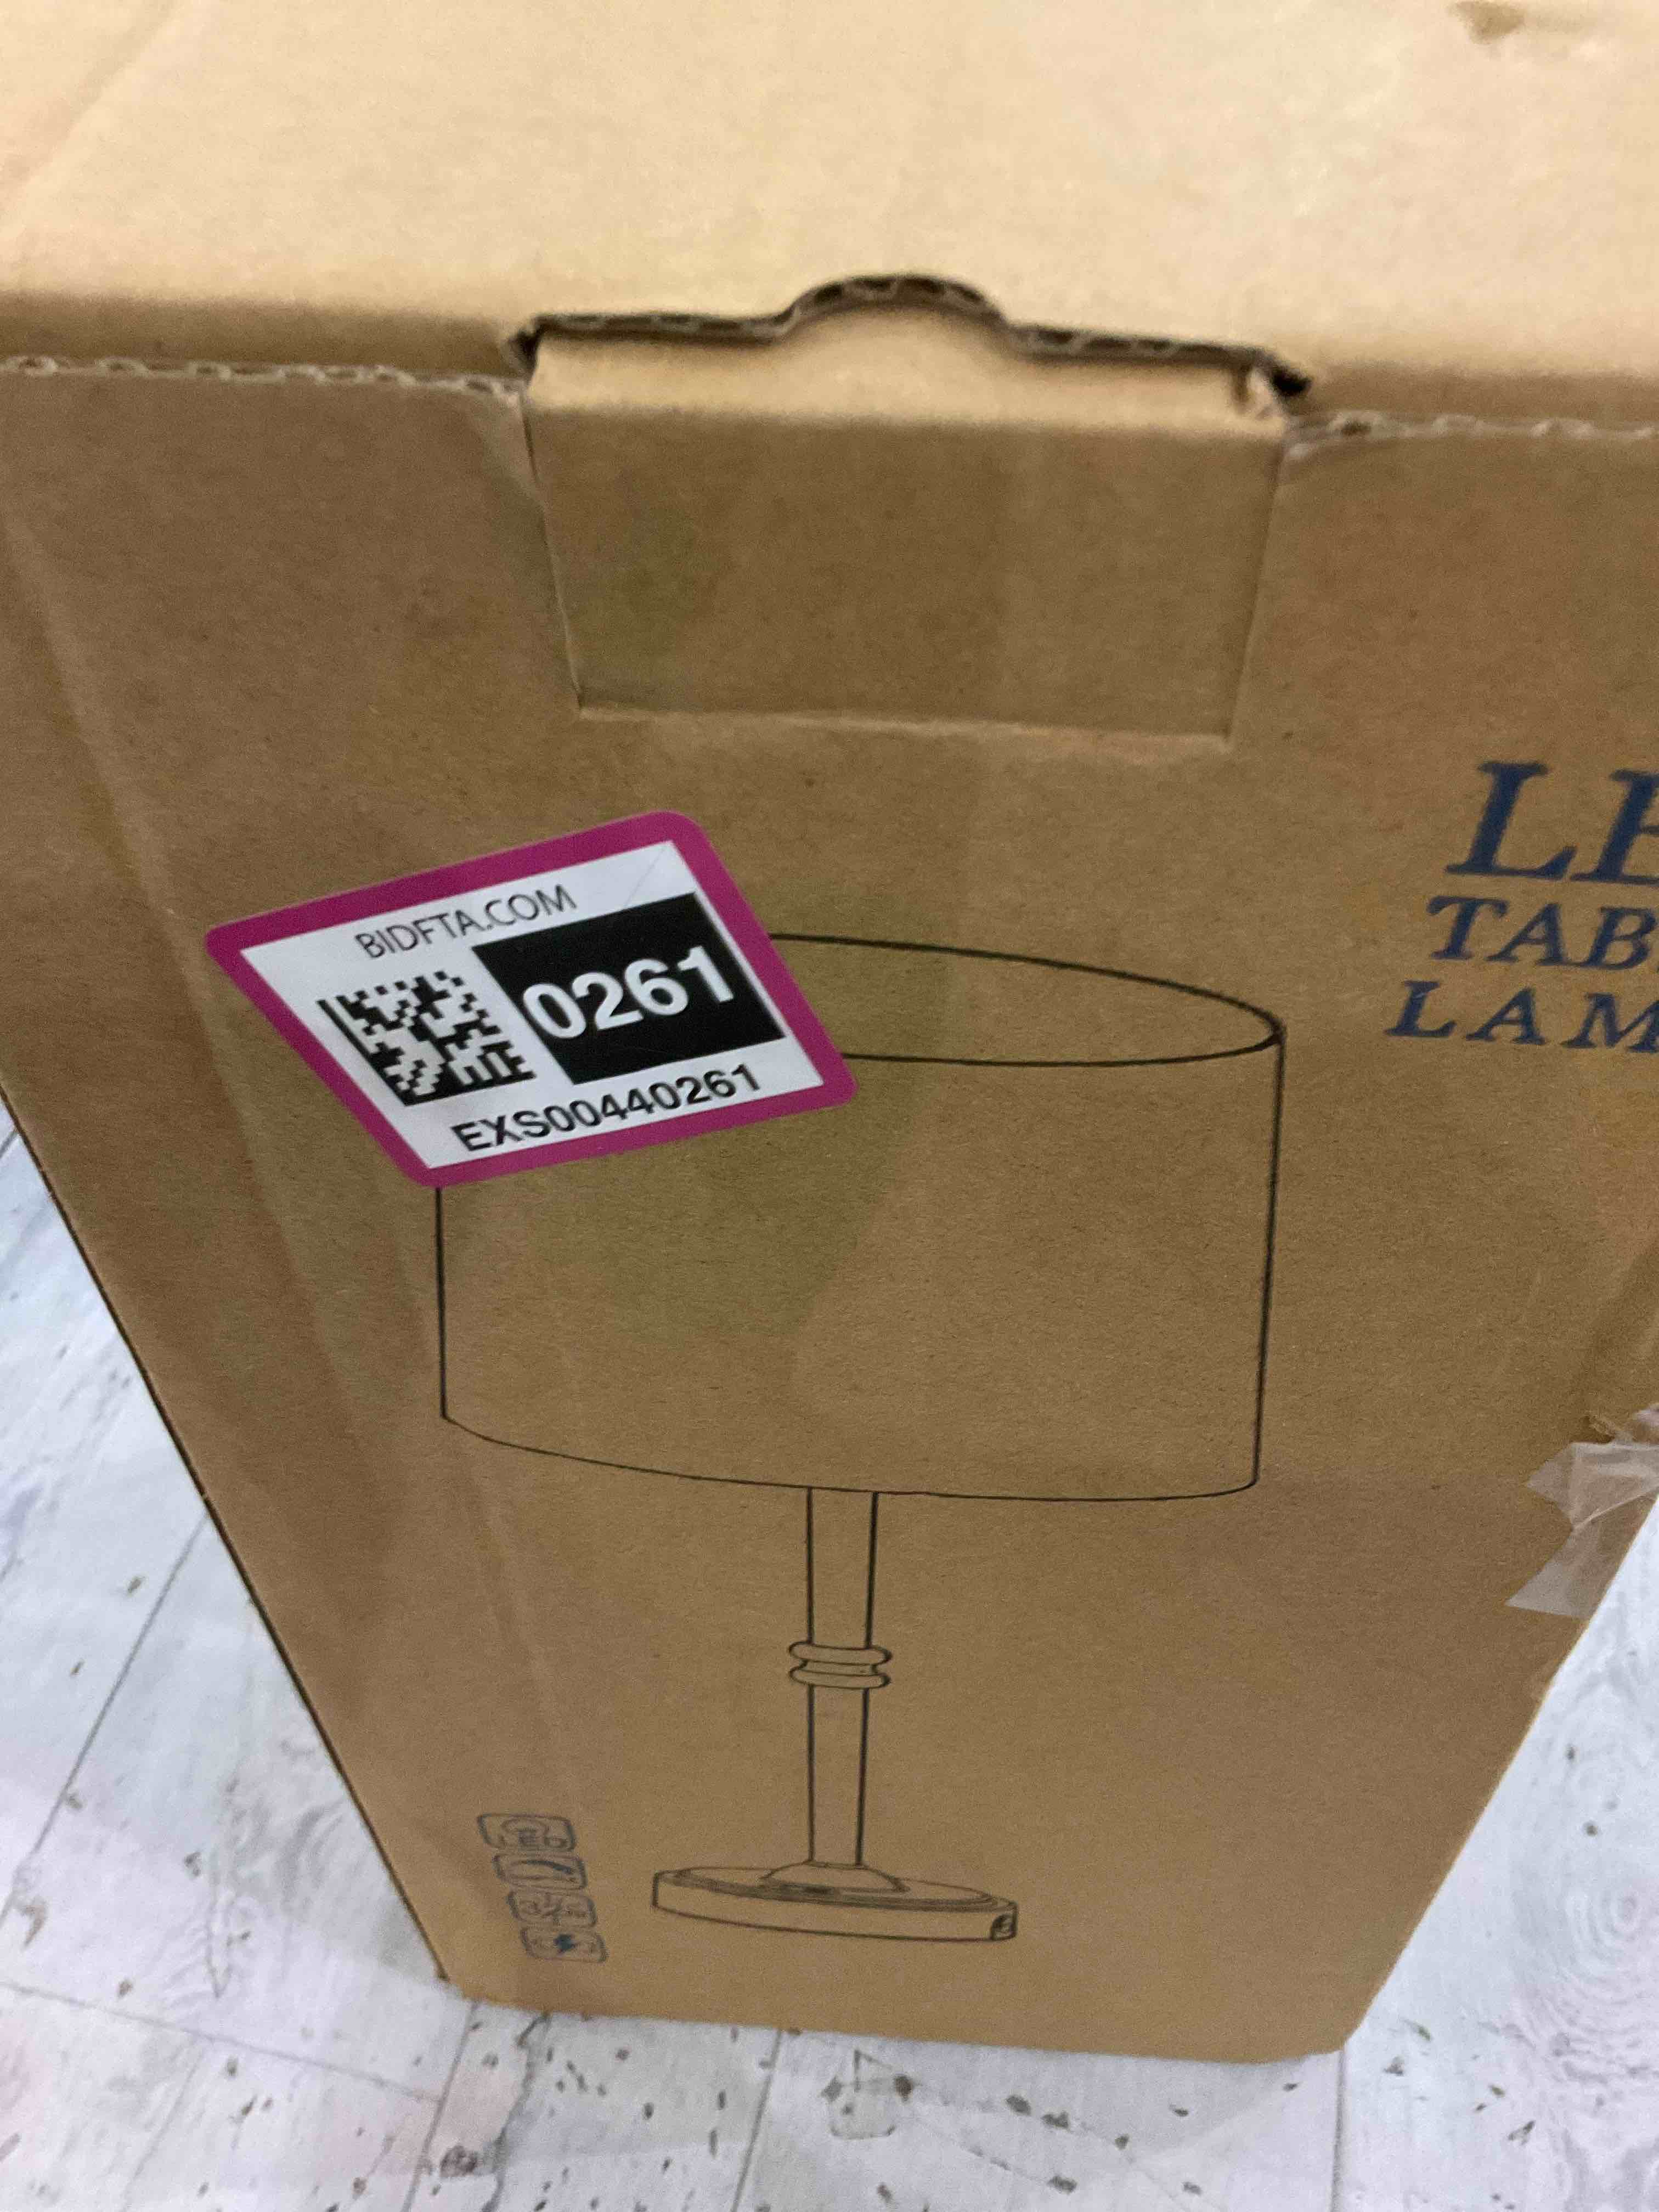 BIDFTA.COM
0261
EXS00440261
LE
TAB
LAM